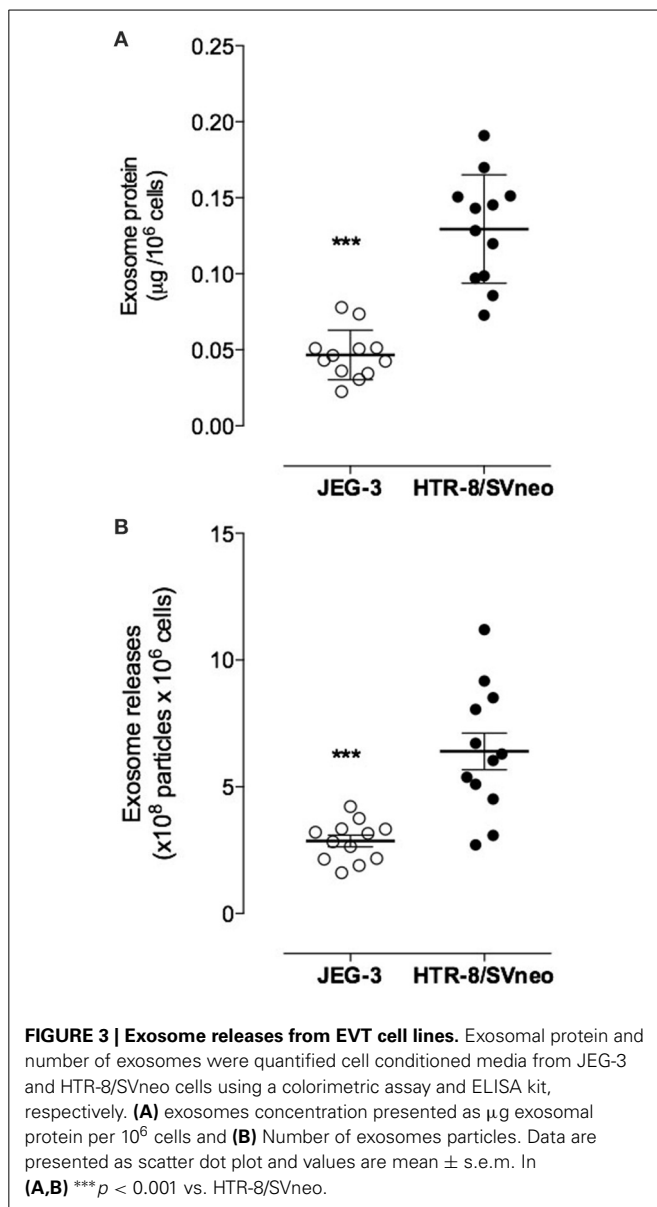 A
0.25
0.20
0.15
0.10
0.05
0.00
Exosome protein
(μg /10⁶ cells)
***
JEG-3 HTR-8/SVneo
B
15
10
5
0
Exosome releases
(x10⁸ particles x 10⁶ cells)
***
JEG-3 HTR-8/SVneo
FIGURE 3 | Exosome releases from EVT cell lines. Exosomal protein and
number of exosomes were quantified cell conditioned media from JEG-3
and HTR-8/SVneo cells using a colorimetric assay and ELISA kit,
respectively. (A) exosomes concentration presented as μg exosomal
protein per 10⁶ cells and (B) Number of exosomes particles. Data are
presented as scatter dot plot and values are mean ± s.e.m. In
(A,B) ***p < 0.001 vs. HTR-8/SVneo.